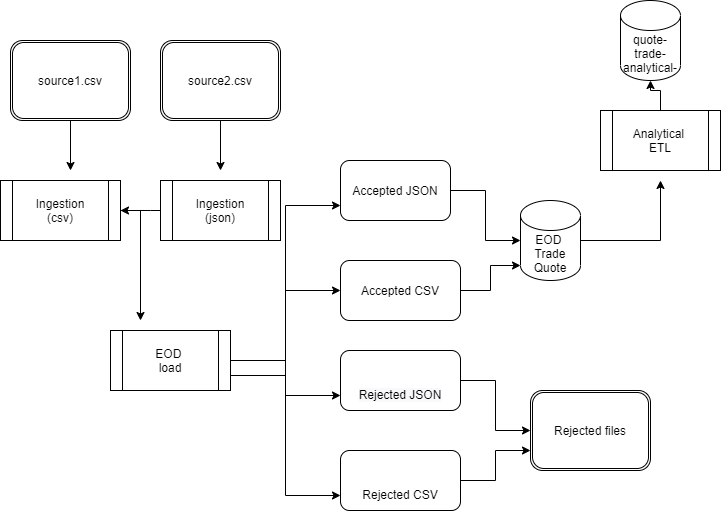 quote-
trade-
analytical-
source1.csv
source2.csv
Analytical
ETL
Ingestion
(csv)
Ingestion
(json)
Accepted JSON
EOD
Trade
Quote
Accepted CSV
EOD
load
Rejected JSON
Rejected files
Rejected CSV